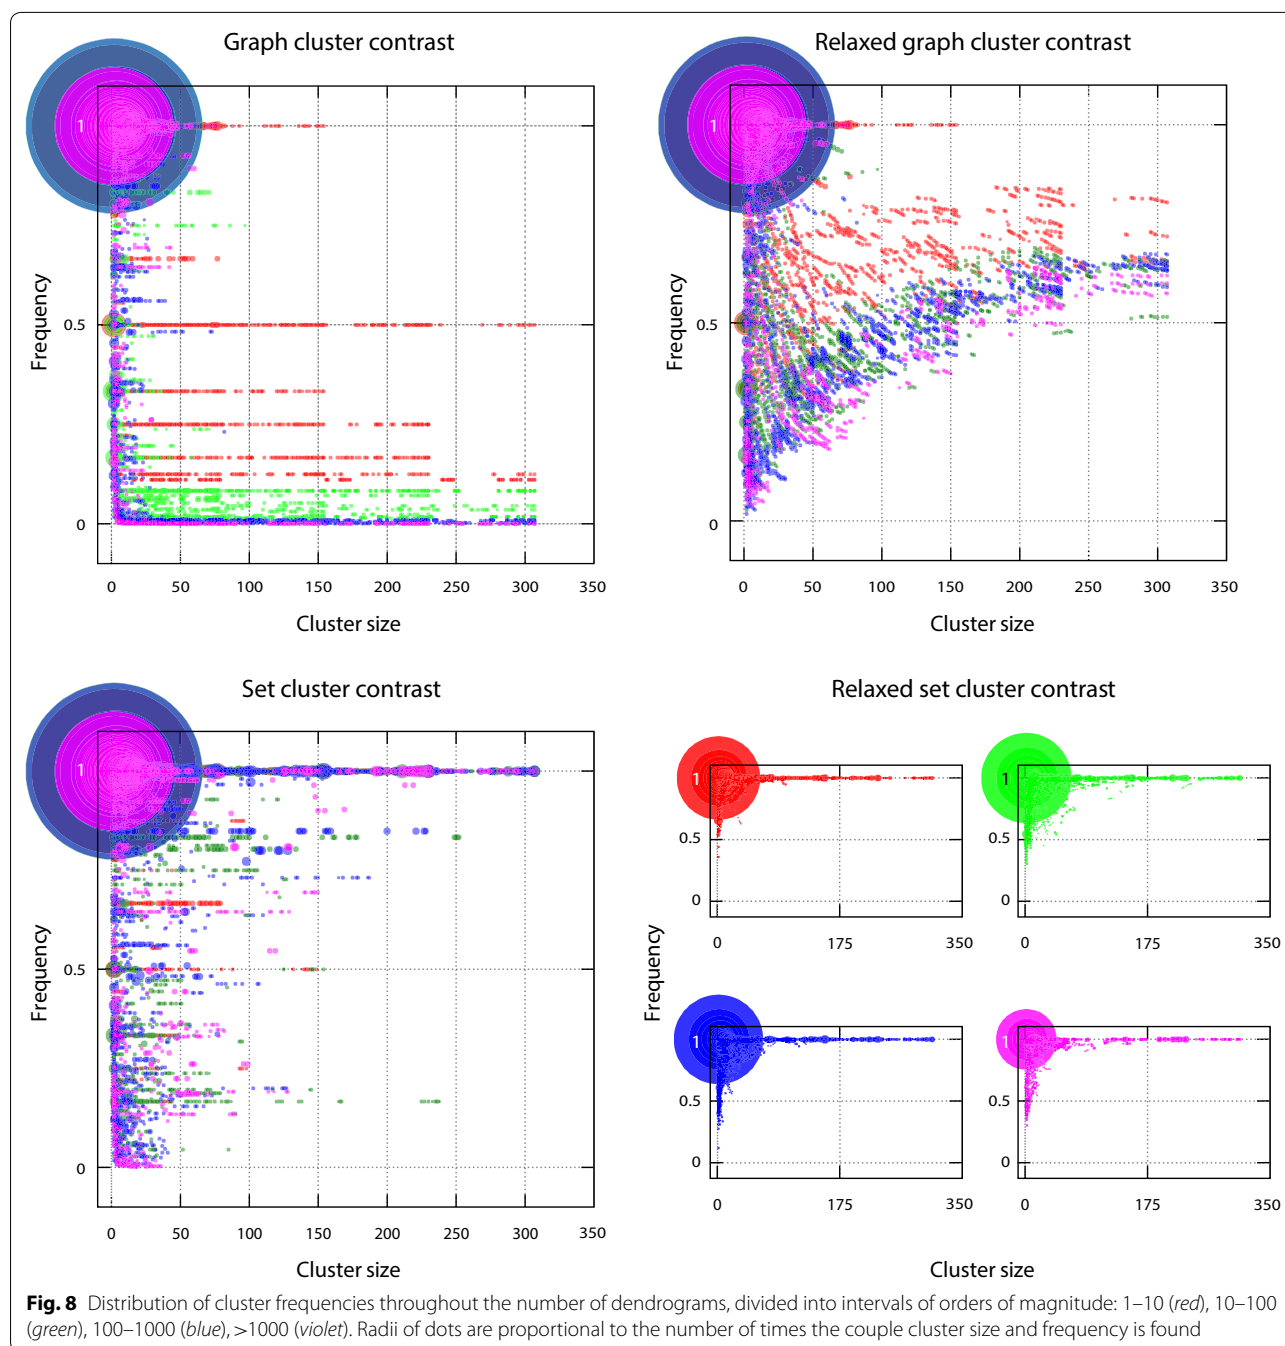 Graph cluster contrast
1
0.5
0
Frequency
0 50 100 150 200 250 300 350
Cluster size
Relaxed graph cluster contrast
1
0.5
0
Frequency
0 50 100 150 200 250 300 350
Cluster size
Set cluster contrast
1
0.5
0
Frequency
0 50 100 150 200 250 300 350
Cluster size
Relaxed set cluster contrast
1
0.5
0
0 175 350
1
0.5
0
0 175 350
Frequency
1
0.5
0
0 175 350
1
0.5
0
0 175 350
Cluster size
Fig. 8 Distribution of cluster frequencies throughout the number of dendrograms, divided into intervals of orders of magnitude: 1–10 (red), 10–100
(green), 100–1000 (blue), >1000 (violet). Radii of dots are proportional to the number of times the couple cluster size and frequency is found